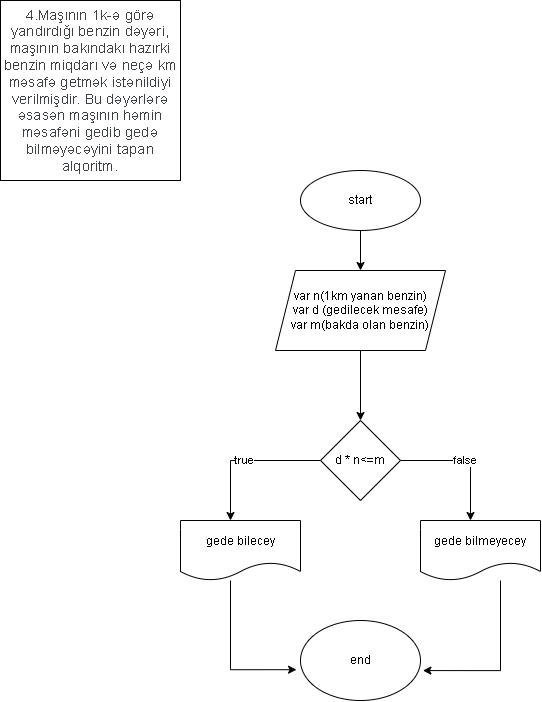 4.Maşının 1k-ə görə
yandırdığı benzin dəyəri,
maşının bakındakı hazırki
benzin miqdarı və neçə km
məsafə getmək istənildiyi
verilmişdir. Bu dəyərlərə
əsasən maşının həmin
məsafəni gedib gedə
bilməyəcəyini tapan
alqoritm.
start
var n(1km yanan benzin)
var d (gedilecek mesafe)
var m(bakda olan benzin)
d * n<=m
true
false
gede bilecey
gede bilmeyecey
end